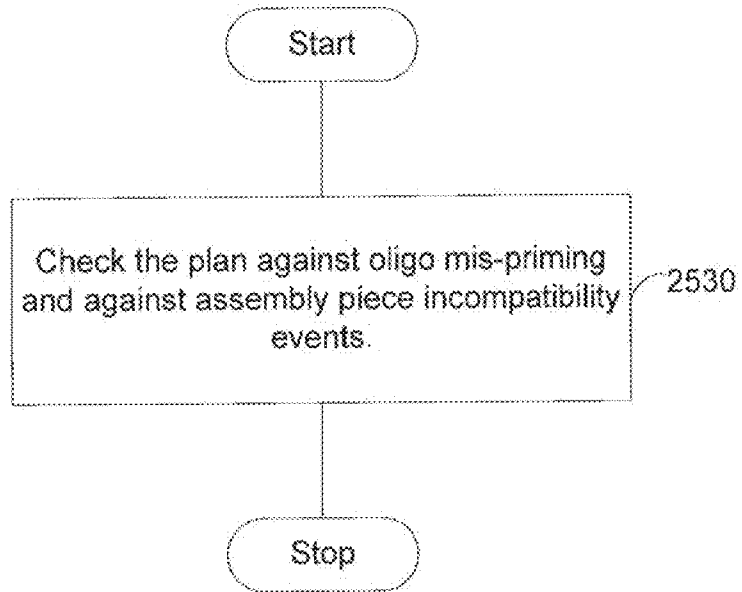 Start
Check the plan against oligo mis-priming
and against assembly piece incompatibility
events.
2530
Stop